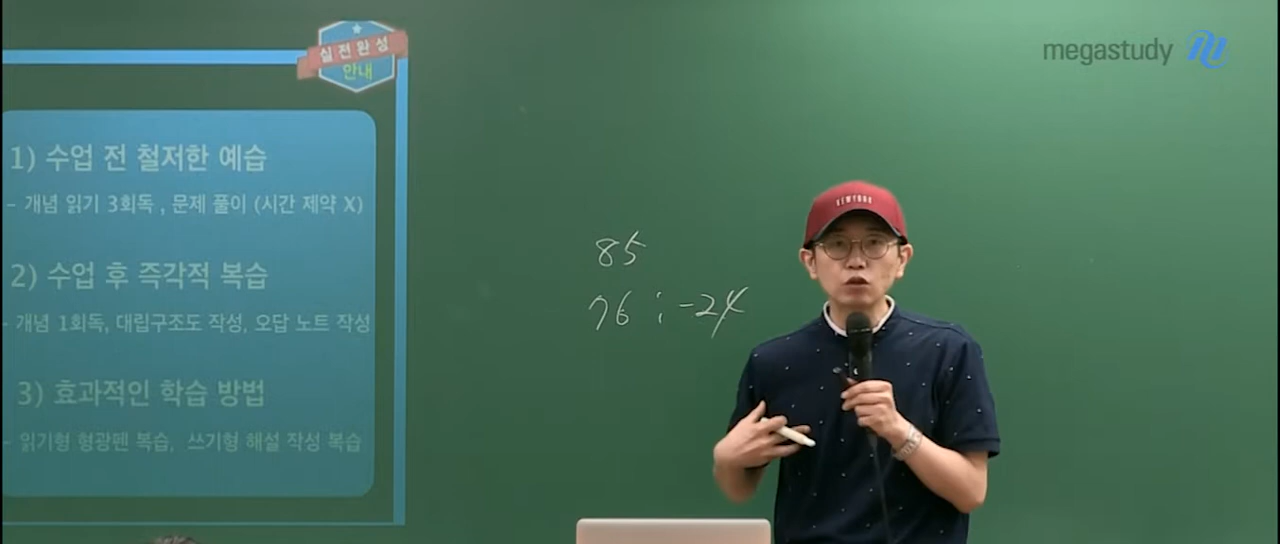 실전완성
안내
megastudy
1) 수업 전 철저한 예습
- 개념 읽기 3회독 , 문제 풀이 (시간 제약 X)
2) 수업 후 즉각적 복습
- 개념 1회독, 대립구조도 작성, 오답 노트 작성
3) 효과적인 학습 방법
- 읽기형 형광펜 복습, 쓰기형 해설 작성 복습
85
76 : -24
NEWYORK